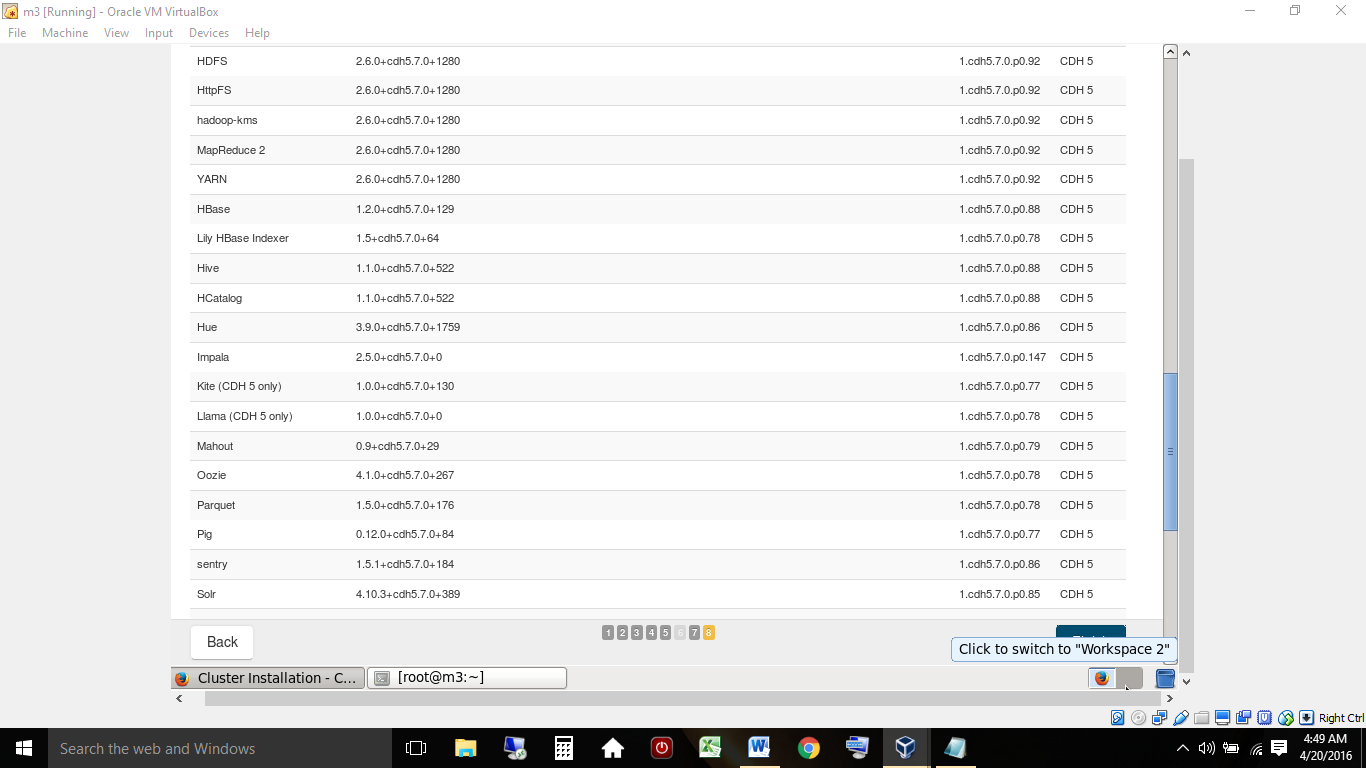 m3 [Running] - Oracle VM VirtualBox
File Machine View Input Devices Help
HDFS 2.6.0+cdh5.7.0+1280 1.cdh5.7.0.p0.92 CDH 5
HttpFS 2.6.0+cdh5.7.0+1280 1.cdh5.7.0.p0.92 CDH 5
hadoop-kms 2.6.0+cdh5.7.0+1280 1.cdh5.7.0.p0.92 CDH 5
MapReduce 2 2.6.0+cdh5.7.0+1280 1.cdh5.7.0.p0.92 CDH 5
YARN 2.6.0+cdh5.7.0+1280 1.cdh5.7.0.p0.92 CDH 5
HBase 1.2.0+cdh5.7.0+129 1.cdh5.7.0.p0.88 CDH 5
Lily HBase Indexer 1.5+cdh5.7.0+64 1.cdh5.7.0.p0.78 CDH 5
Hive 1.1.0+cdh5.7.0+522 1.cdh5.7.0.p0.88 CDH 5
HCatalog 1.1.0+cdh5.7.0+522 1.cdh5.7.0.p0.88 CDH 5
Hue 3.9.0+cdh5.7.0+1759 1.cdh5.7.0.p0.86 CDH 5
Impala 2.5.0+cdh5.7.0+0 1.cdh5.7.0.p0.147 CDH 5
Kite (CDH 5 only) 1.0.0+cdh5.7.0+130 1.cdh5.7.0.p0.77 CDH 5
Llama (CDH 5 only) 1.0.0+cdh5.7.0+0 1.cdh5.7.0.p0.78 CDH 5
Mahout 0.9+cdh5.7.0+29 1.cdh5.7.0.p0.79 CDH 5
Oozie 4.1.0+cdh5.7.0+267 1.cdh5.7.0.p0.78 CDH 5
Parquet 1.5.0+cdh5.7.0+176 1.cdh5.7.0.p0.78 CDH 5
Pig 0.12.0+cdh5.7.0+84 1.cdh5.7.0.p0.77 CDH 5
sentry 1.5.1+cdh5.7.0+184 1.cdh5.7.0.p0.86 CDH 5
Solr 4.10.3+cdh5.7.0+389 1.cdh5.7.0.p0.85 CDH 5
Back 1 2 3 4 5 6 7 8
Click to switch to "Workspace 2"
Cluster Installation - C... [root@m3:~]
Right Ctrl
Search the web and Windows
4:49 AM
4/20/2016